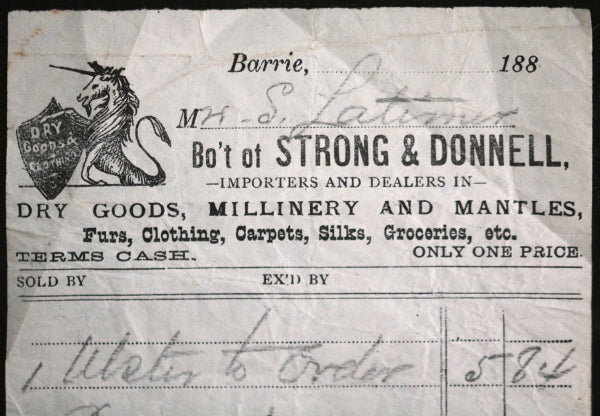 Barrie, 188
Mr. S. Latimer
DRY
Goods &
Clothing
Bo't of STRONG & DONNELL,
—IMPORTERS AND DEALERS IN—
DRY GOODS, MILLINERY AND MANTLES,
Furs, Clothing, Carpets, Silks, Groceries, etc.
TERMS CASH. ONLY ONE PRICE.
SOLD BY EX'D BY
1 Ulster to Order 5 84